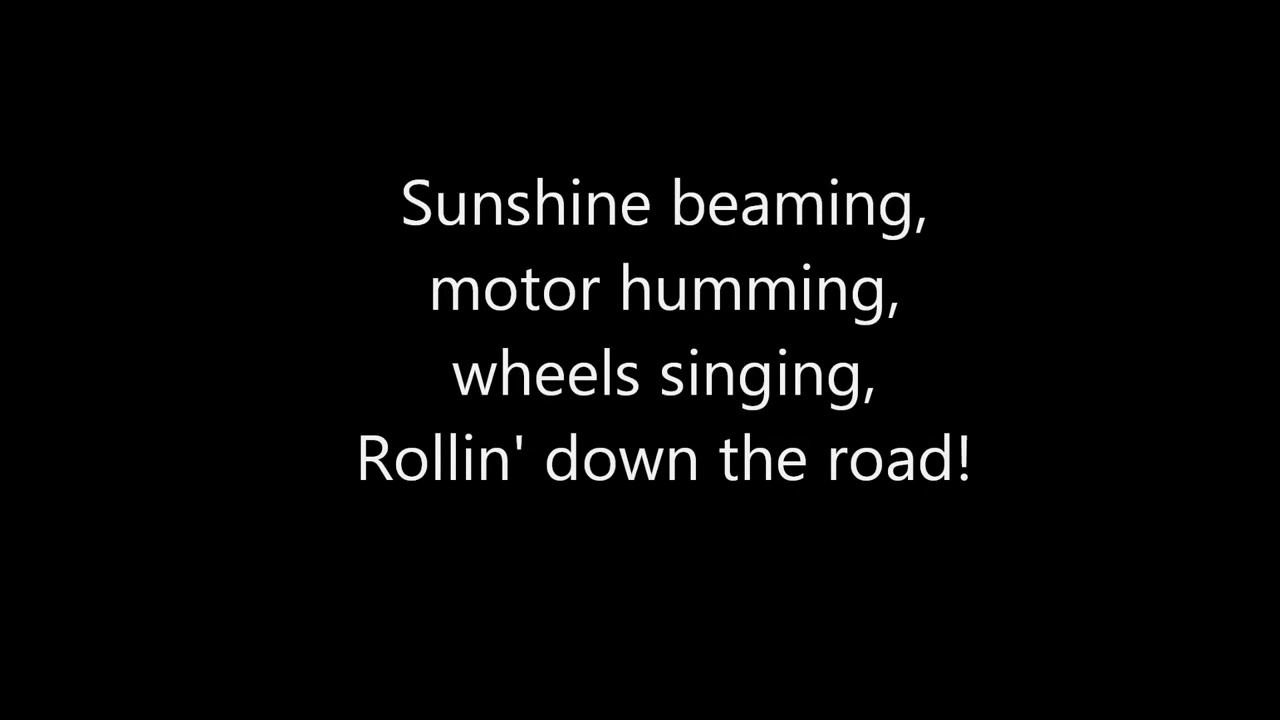 Sunshine beaming,
motor humming,
wheels singing,
Rollin' down the road!